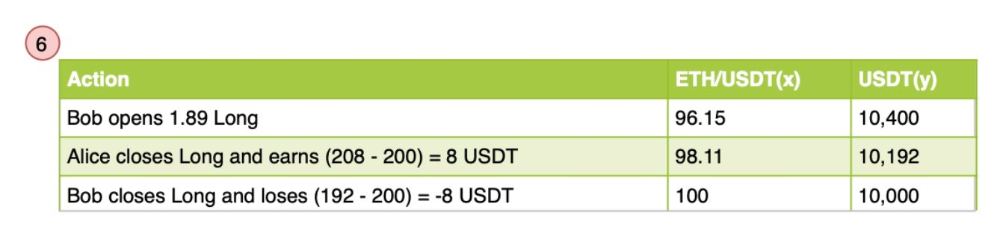 6
Action ETH/USDT(x) USDT(y)
Bob opens 1.89 Long 96.15 10,400
Alice closes Long and earns (208 - 200) = 8 USDT 98.11 10,192
Bob closes Long and loses (192 - 200) = -8 USDT 100 10,000